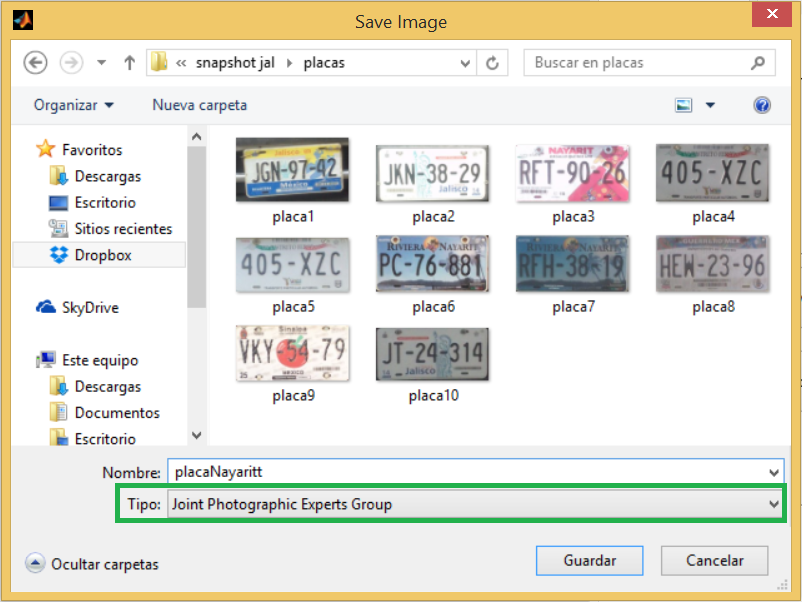 Save Image
snapshot jal placas
Buscar en placas
Organizar
Nueva carpeta
Favoritos
Descargas
Escritorio
Sitios recientes
Dropbox
SkyDrive
Este equipo
Descargas
Documentos
Escritorio
JGN-97-42
México
placa1
JKN-38-29
Jalisco
placa2
NAYARIT
RFT-90-26
placa3
405-XZC
placa4
405-XZC
placa5
RIVIERA NAYARIT
PC-76-881
placa6
RIVIERA NAYARIT
RFH-38-19
placa7
HEW-23-96
placa8
Sinaloa
VKY-54-79
25
placa9
JT-24-314
Jalisco
placa10
Nombre: placaNayaritt
Tipo: Joint Photographic Experts Group
Ocultar carpetas
Guardar
Cancelar